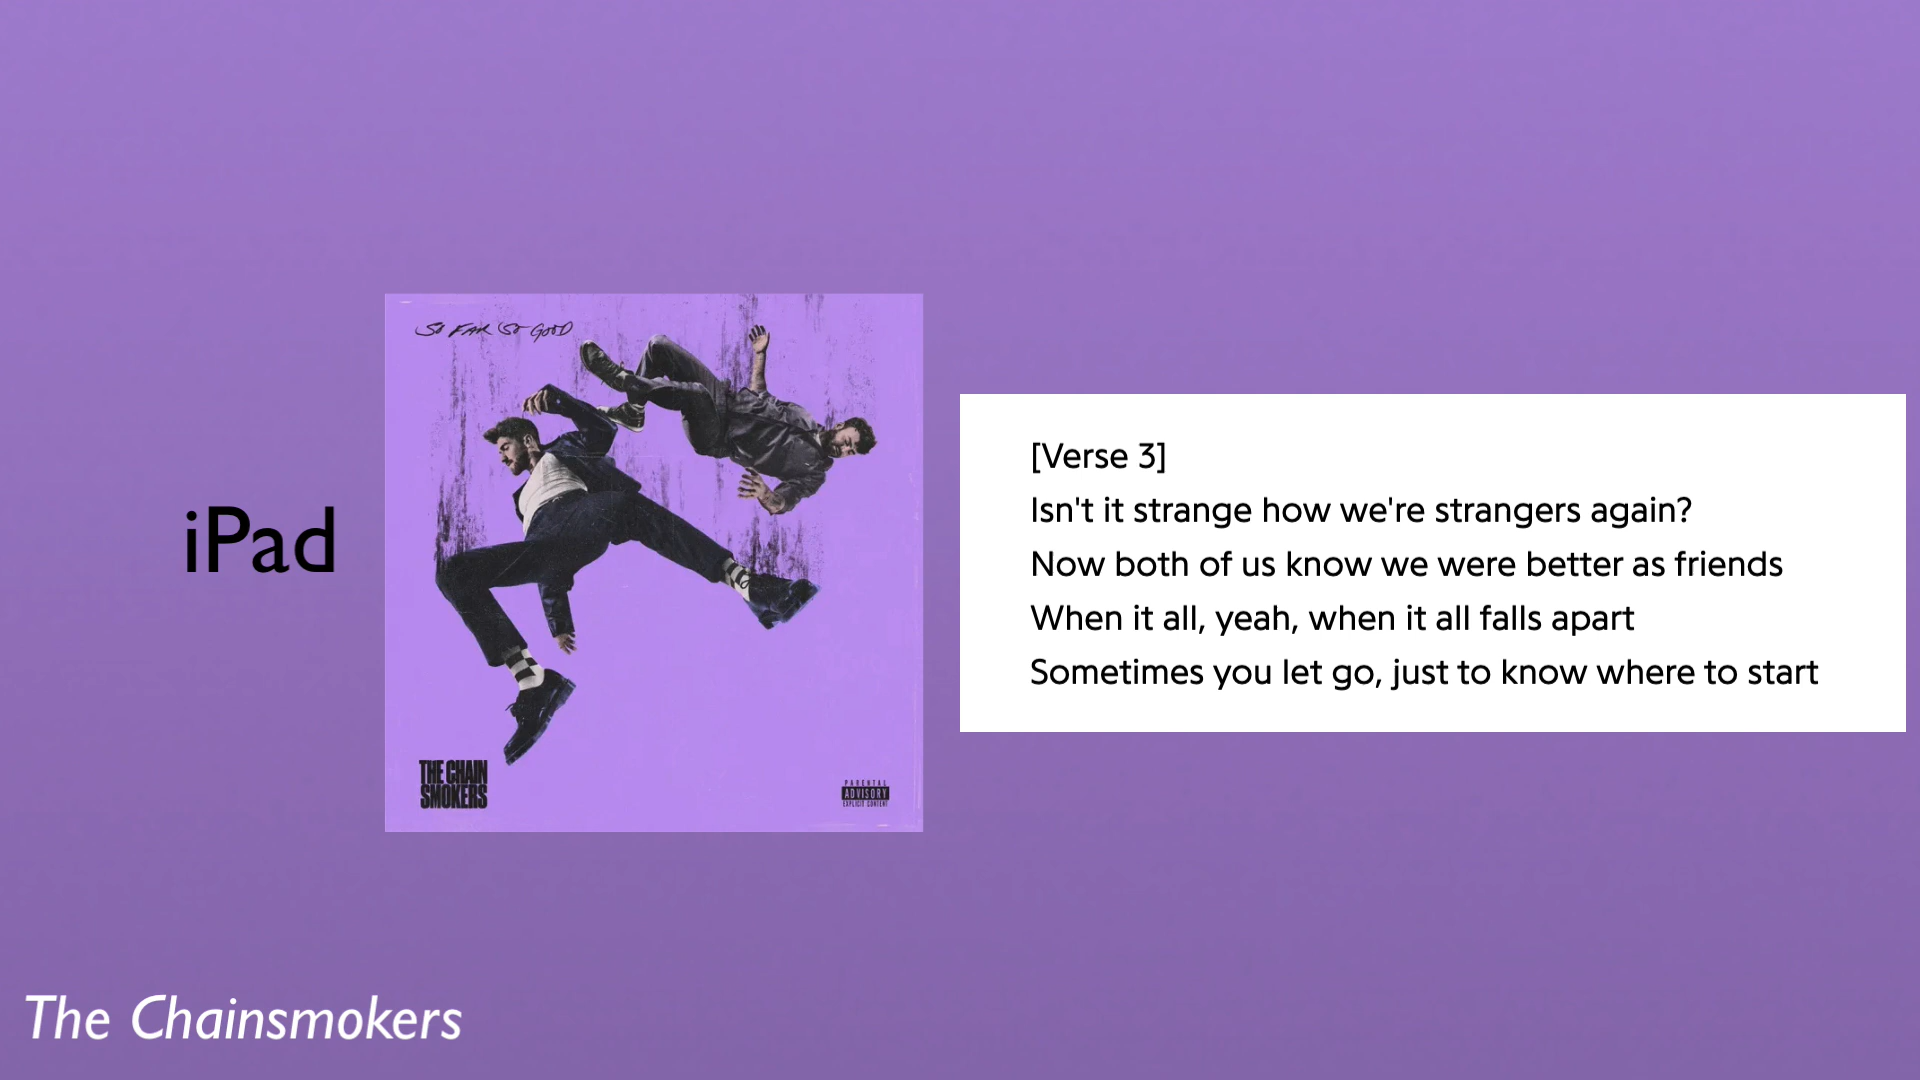 iPad
So FAR So GOOD
THE CHAIN
SMOKERS
PARENTAL
ADVISORY
EXPLICIT CONTENT
[Verse 3]
Isn't it strange how we're strangers again?
Now both of us know we were better as friends
When it all, yeah, when it all falls apart
Sometimes you let go, just to know where to start
The Chainsmokers